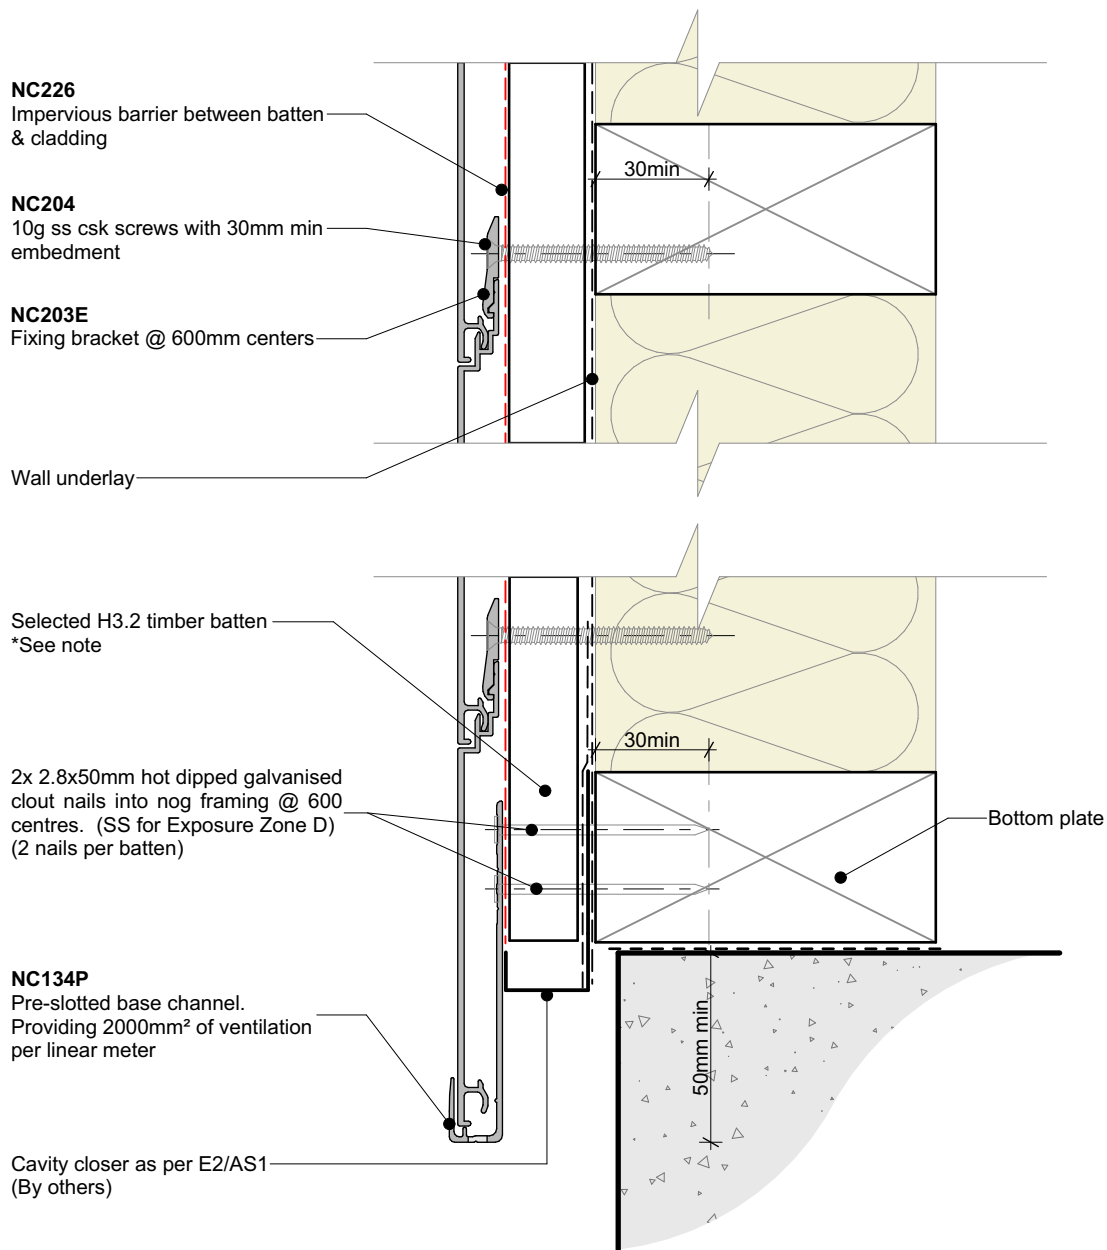 NC226
Impervious barrier between batten
& cladding
30min
NC204
10g ss csk screws with 30mm min
embedment
NC203E
Fixing bracket @ 600mm centers
Wall underlay
Selected H3.2 timber batten
*See note
30min
2x 2.8x50mm hot dipped galvanised
clout nails into nog framing @ 600
centres. (SS for Exposure Zone D)
(2 nails per batten)
Bottom plate
NC134P
Pre-slotted base channel.
Providing 2000mm² of ventilation
per linear meter
50mm min
Cavity closer as per E2/AS1
(By others)